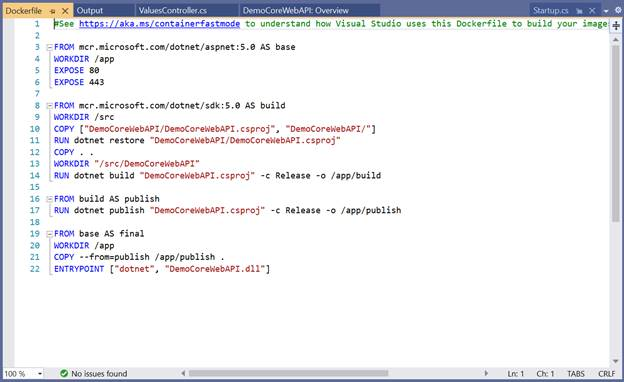 Dockerfile Output ValuesController.cs DemoCoreWebAPI: Overview Startup.cs
1 #See https://aka.ms/containerfastmode to understand how Visual Studio uses this Dockerfile to build your image
2
3 FROM mcr.microsoft.com/dotnet/aspnet:5.0 AS base
4 WORKDIR /app
5 EXPOSE 80
6 EXPOSE 443
7
8 FROM mcr.microsoft.com/dotnet/sdk:5.0 AS build
9 WORKDIR /src
10 COPY ["DemoCoreWebAPI/DemoCoreWebAPI.csproj", "DemoCoreWebAPI/"]
11 RUN dotnet restore "DemoCoreWebAPI/DemoCoreWebAPI.csproj"
12 COPY . .
13 WORKDIR "/src/DemoCoreWebAPI"
14 RUN dotnet build "DemoCoreWebAPI.csproj" -c Release -o /app/build
15
16 FROM build AS publish
17 RUN dotnet publish "DemoCoreWebAPI.csproj" -c Release -o /app/publish
18
19 FROM base AS final
20 WORKDIR /app
21 COPY --from=publish /app/publish .
22 ENTRYPOINT ["dotnet", "DemoCoreWebAPI.dll"]
100 % No issues found Ln: 1 Ch: 1 TABS CRLF